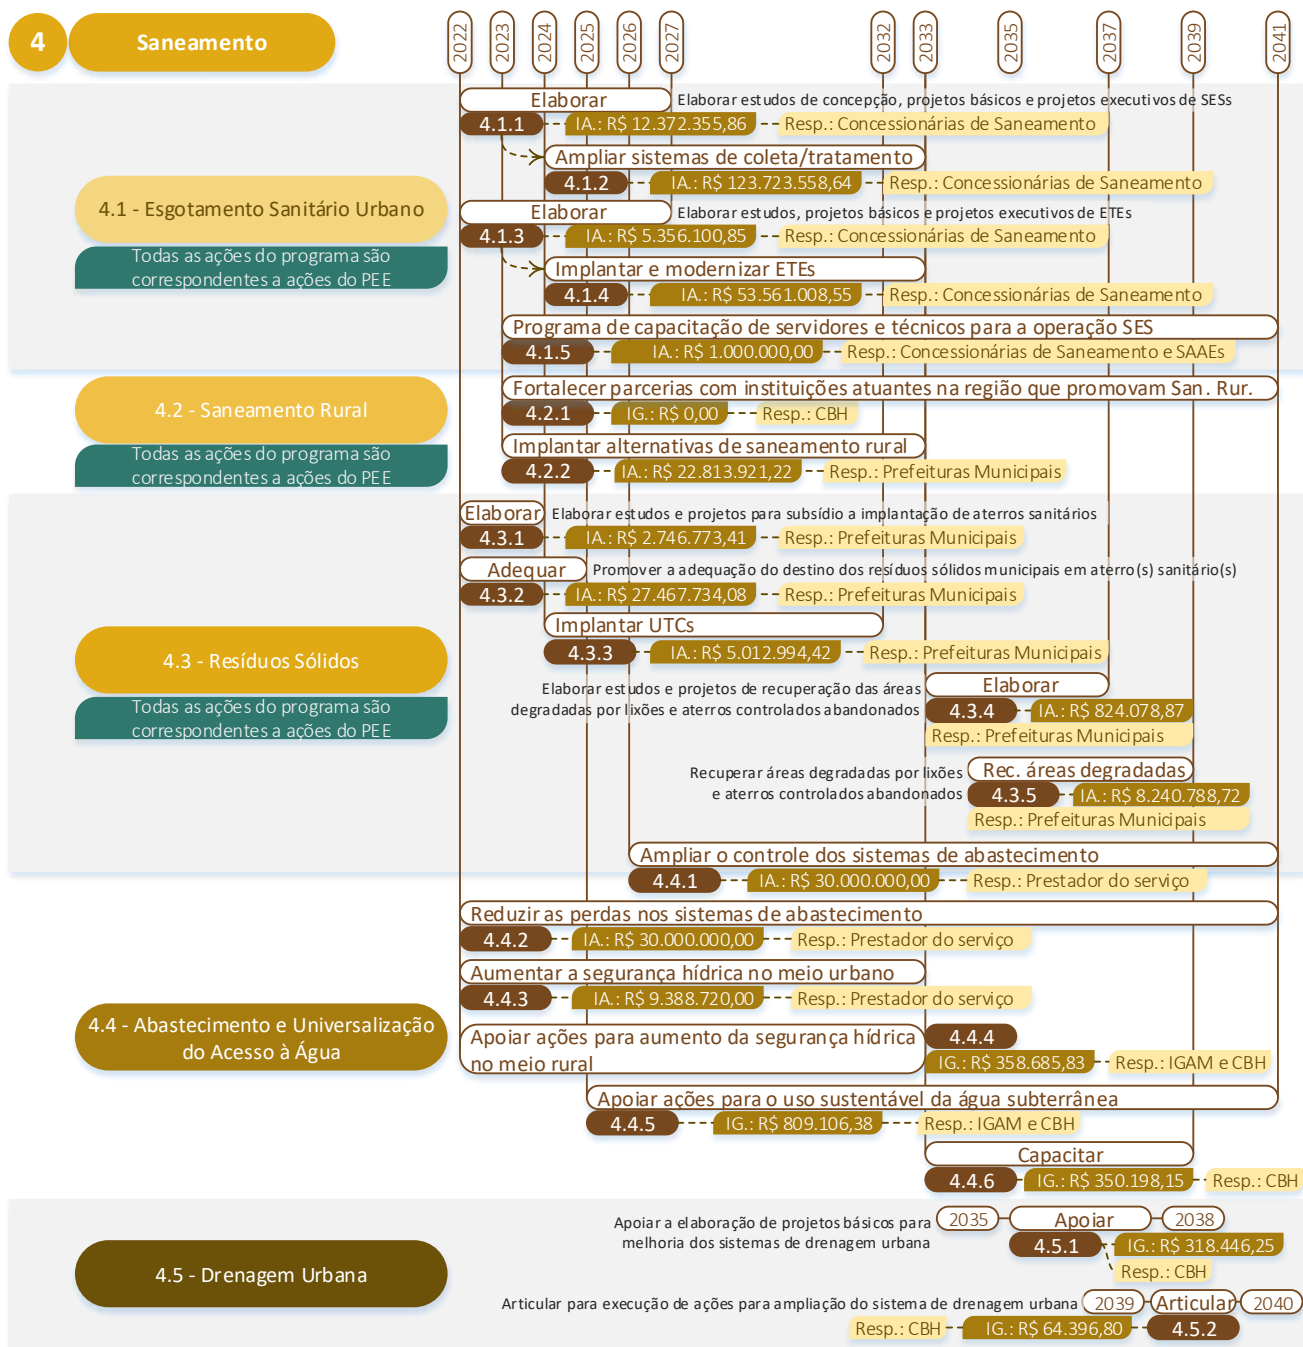 4
Saneamento
2022
2023
2024
2025
2026
2027
2032
2033
2035
2037
2039
2041
4.1 - Esgotamento Sanitário Urbano
Todas as ações do programa são
correspondentes a ações do PEE
Elaborar
Elaborar estudos de concepção, projetos básicos e projetos executivos de SESs
4.1.1
IA.: R$ 12.372.355,86
Resp.: Concessionárias de Saneamento
Ampliar sistemas de coleta/tratamento
4.1.2
IA.: R$ 123.723.558,64
Resp.: Concessionárias de Saneamento
Elaborar
Elaborar estudos, projetos básicos e projetos executivos de ETEs
4.1.3
IA.: R$ 5.356.100,85
Resp.: Concessionárias de Saneamento
Implantar e modernizar ETEs
4.1.4
IA.: R$ 53.561.008,55
Resp.: Concessionárias de Saneamento
Programa de capacitação de servidores e técnicos para a operação SES
4.1.5
IA.: R$ 1.000.000,00
Resp.: Concessionárias de Saneamento e SAAEs
4.2 - Saneamento Rural
Todas as ações do programa são
correspondentes a ações do PEE
Fortalecer parcerias com instituições atuantes na região que promovam San. Rur.
4.2.1
IG.: R$ 0,00
Resp.: CBH
Implantar alternativas de saneamento rural
4.2.2
IA.: R$ 22.813.921,22
Resp.: Prefeituras Municipais
4.3 - Resíduos Sólidos
Todas as ações do programa são
correspondentes a ações do PEE
Elaborar
Elaborar estudos e projetos para subsídio a implantação de aterros sanitários
4.3.1
IA.: R$ 2.746.773,41
Resp.: Prefeituras Municipais
Adequar
Promover a adequação do destino dos resíduos sólidos municipais em aterro(s) sanitário(s)
4.3.2
IA.: R$ 27.467.734,08
Resp.: Prefeituras Municipais
Implantar UTCs
4.3.3
IA.: R$ 5.012.994,42
Resp.: Prefeituras Municipais
Elaborar estudos e projetos de recuperação das áreas
degradadas por lixões e aterros controlados abandonados
Elaborar
4.3.4
IA.: R$ 824.078,87
Resp.: Prefeituras Municipais
Recuperar áreas degradadas por lixões
e aterros controlados abandonados
Rec. áreas degradadas
4.3.5
IA.: R$ 8.240.788,72
Resp.: Prefeituras Municipais
Ampliar o controle dos sistemas de abastecimento
4.4.1
IA.: R$ 30.000.000,00
Resp.: Prestador do serviço
4.4 - Abastecimento e Universalização
do Acesso à Água
Reduzir as perdas nos sistemas de abastecimento
4.4.2
IA.: R$ 30.000.000,00
Resp.: Prestador do serviço
Aumentar a segurança hídrica no meio urbano
4.4.3
IA.: R$ 9.388.720,00
Resp.: Prestador do serviço
Apoiar ações para aumento da segurança hídrica
no meio rural
4.4.4
IG.: R$ 358.685,83
Resp.: IGAM e CBH
Apoiar ações para o uso sustentável da água subterrânea
4.4.5
IG.: R$ 809.106,38
Resp.: IGAM e CBH
Capacitar
4.4.6
IG.: R$ 350.198,15
Resp.: CBH
4.5 - Drenagem Urbana
Apoiar a elaboração de projetos básicos para
melhoria dos sistemas de drenagem urbana
2035
Apoiar
2038
4.5.1
IG.: R$ 318.446,25
Resp.: CBH
Articular para execução de ações para ampliação do sistema de drenagem urbana
2039
Articular
2040
Resp.: CBH
IG.: R$ 64.396,80
4.5.2